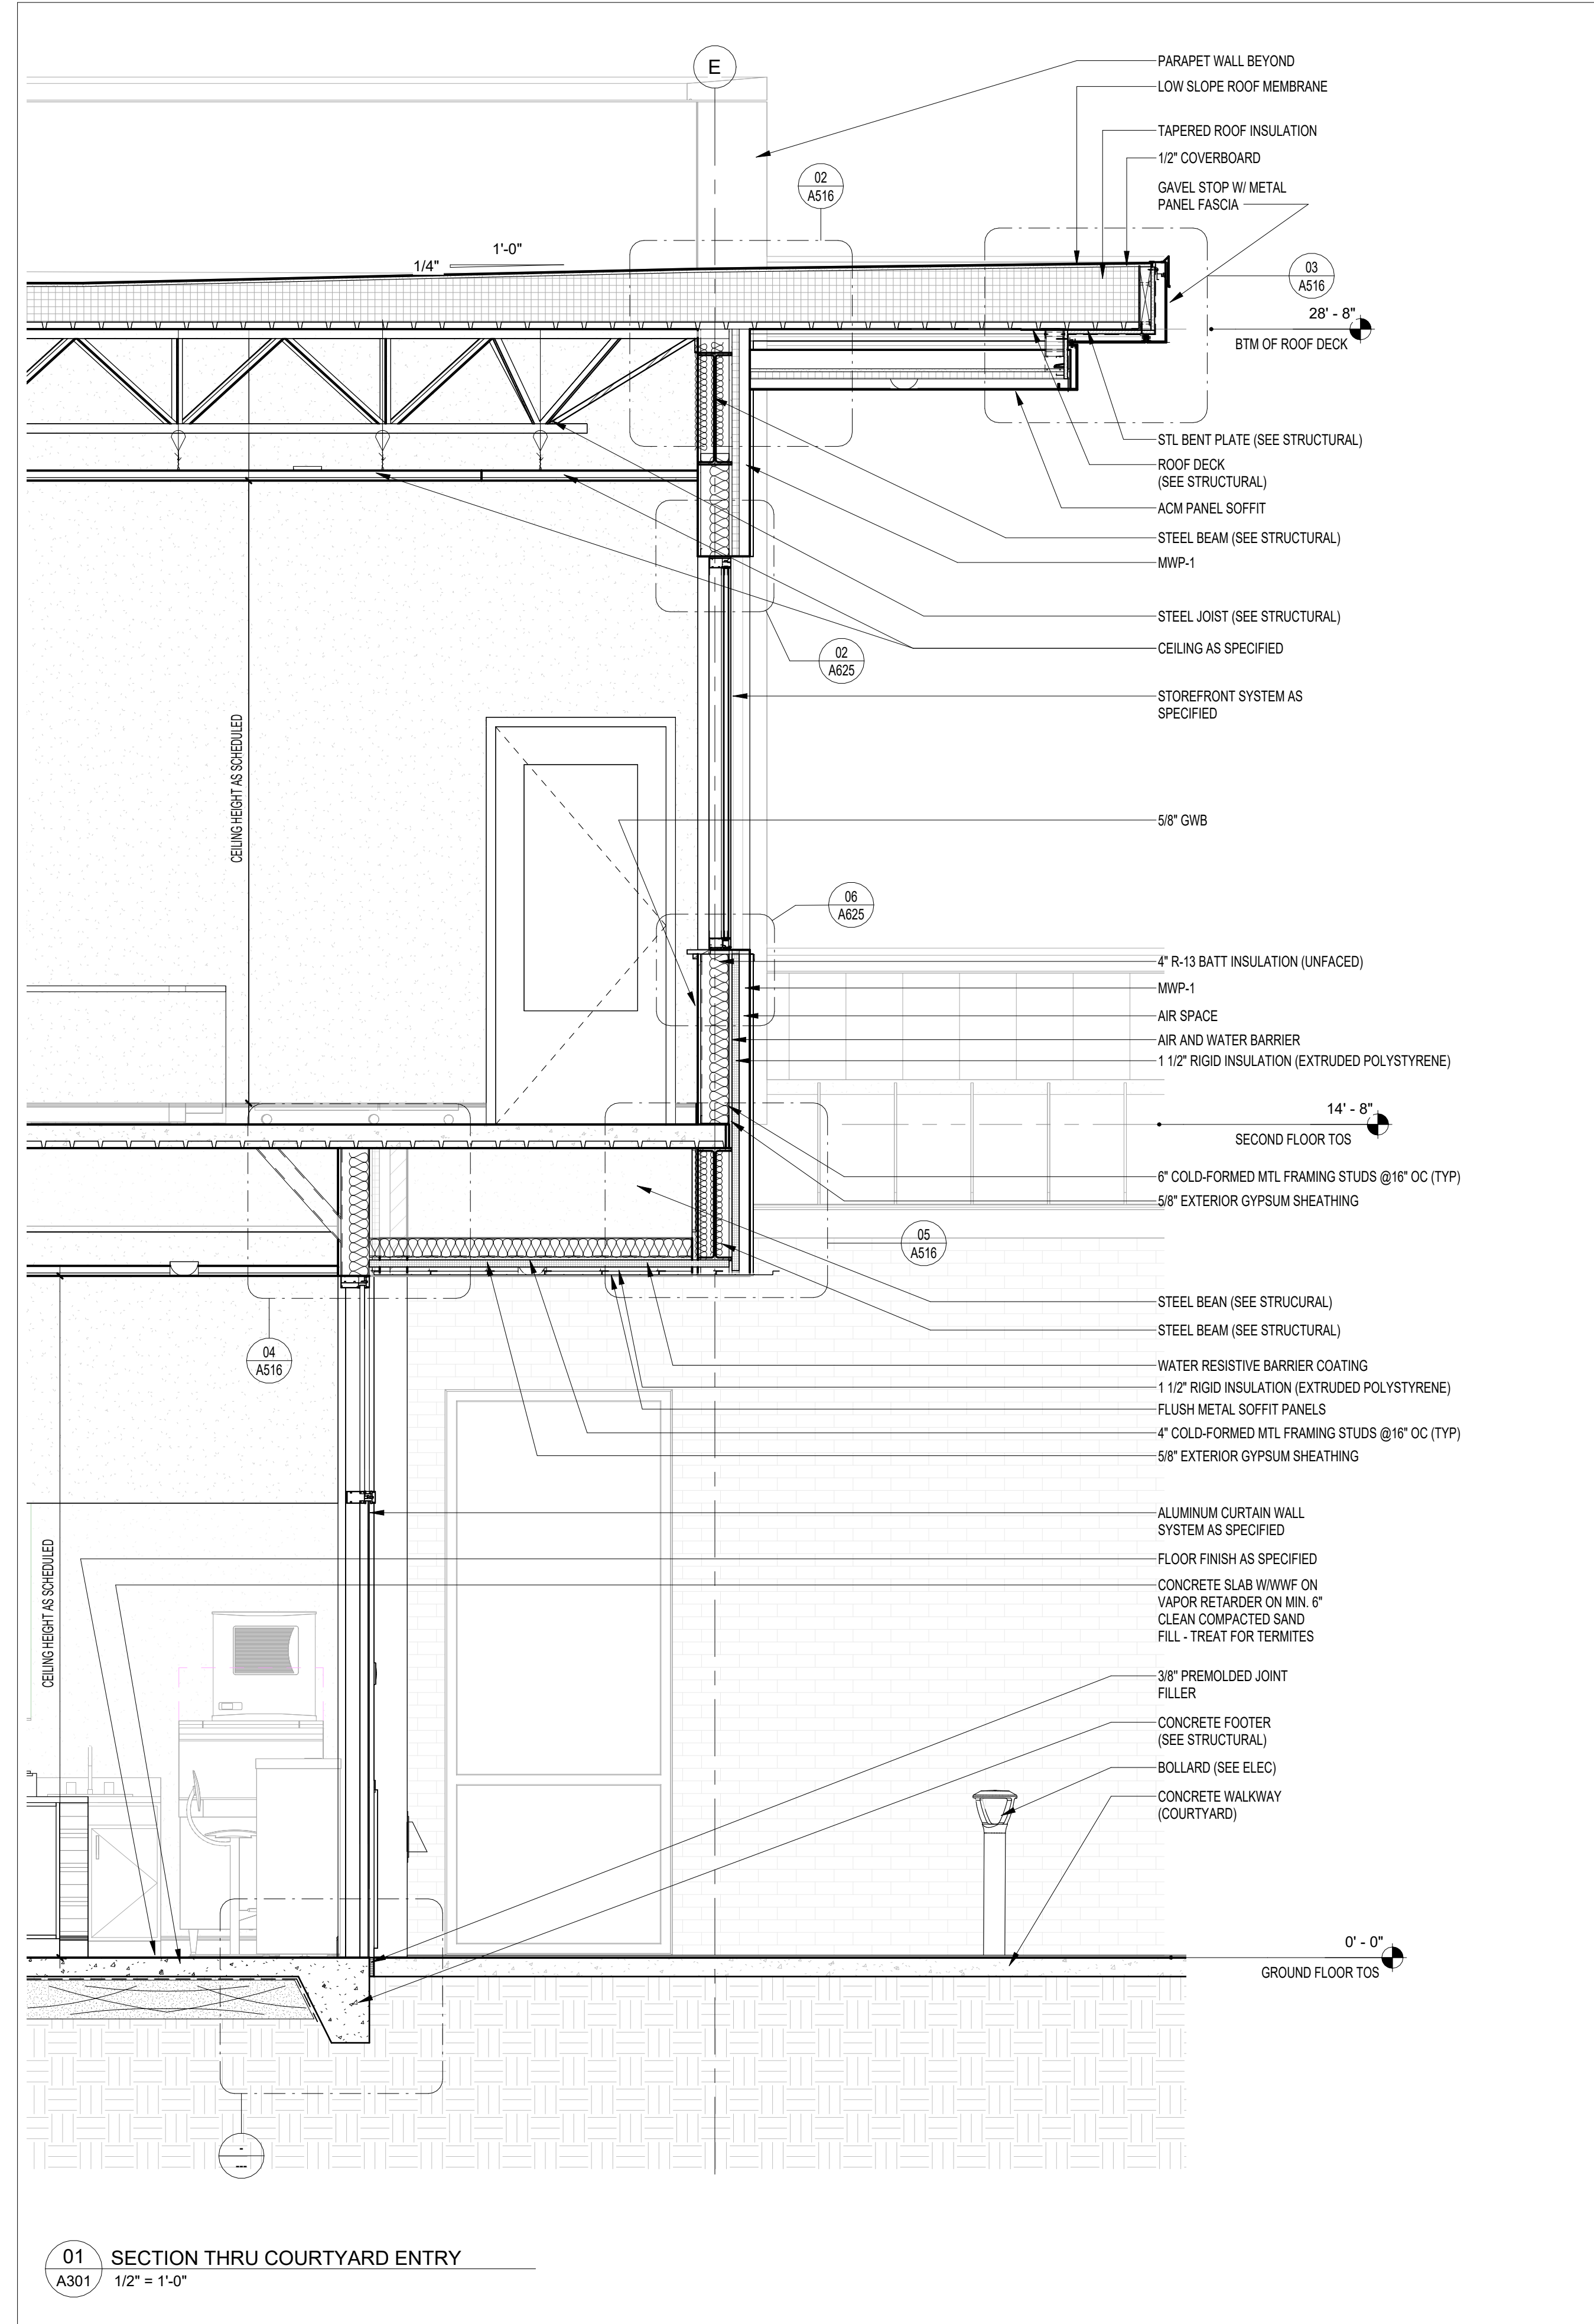 E
PARAPET WALL BEYOND
LOW SLOPE ROOF MEMBRANE
TAPERED ROOF INSULATION
1/2" COVERBOARD
GAVEL STOP W/ METAL
PANEL FASCIA
02
A516
1'-0"
1/4"
03
A516
28' - 8"
BTM OF ROOF DECK
STL BENT PLATE (SEE STRUCTURAL)
ROOF DECK
(SEE STRUCTURAL)
ACM PANEL SOFFIT
STEEL BEAM (SEE STRUCTURAL)
MWP-1
STEEL JOIST (SEE STRUCTURAL)
CEILING AS SPECIFIED
02
A625
STOREFRONT SYSTEM AS
SPECIFIED
CEILING HEIGHT AS SCHEDULED
5/8" GWB
06
A625
4" R-13 BATT INSULATION (UNFACED)
MWP-1
AIR SPACE
AIR AND WATER BARRIER
1 1/2" RIGID INSULATION (EXTRUDED POLYSTYRENE)
14' - 8"
SECOND FLOOR TOS
6" COLD-FORMED MTL FRAMING STUDS @16" OC (TYP)
5/8" EXTERIOR GYPSUM SHEATHING
05
A516
STEEL BEAN (SEE STRUCURAL)
STEEL BEAM (SEE STRUCTURAL)
04
A516
WATER RESISTIVE BARRIER COATING
1 1/2" RIGID INSULATION (EXTRUDED POLYSTYRENE)
FLUSH METAL SOFFIT PANELS
4" COLD-FORMED MTL FRAMING STUDS @16" OC (TYP)
5/8" EXTERIOR GYPSUM SHEATHING
ALUMINUM CURTAIN WALL
SYSTEM AS SPECIFIED
FLOOR FINISH AS SPECIFIED
CEILING HEIGHT AS SCHEDULED
CONCRETE SLAB W/WWF ON
VAPOR RETARDER ON MIN. 6"
CLEAN COMPACTED SAND
FILL - TREAT FOR TERMITES
3/8" PREMOLDED JOINT
FILLER
CONCRETE FOOTER
(SEE STRUCTURAL)
BOLLARD (SEE ELEC)
CONCRETE WALKWAY
(COURTYARD)
0' - 0"
GROUND FLOOR TOS
-
---
01
A301
SECTION THRU COURTYARD ENTRY
1/2" = 1'-0"